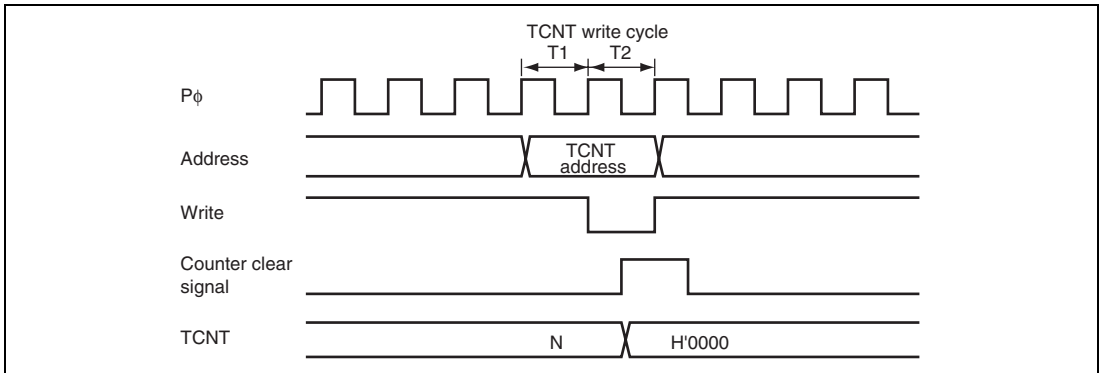 TCNT write cycle
T1 T2
Pϕ
Address
TCNT
address
Write
Counter clear
signal
TCNT
N
H'0000